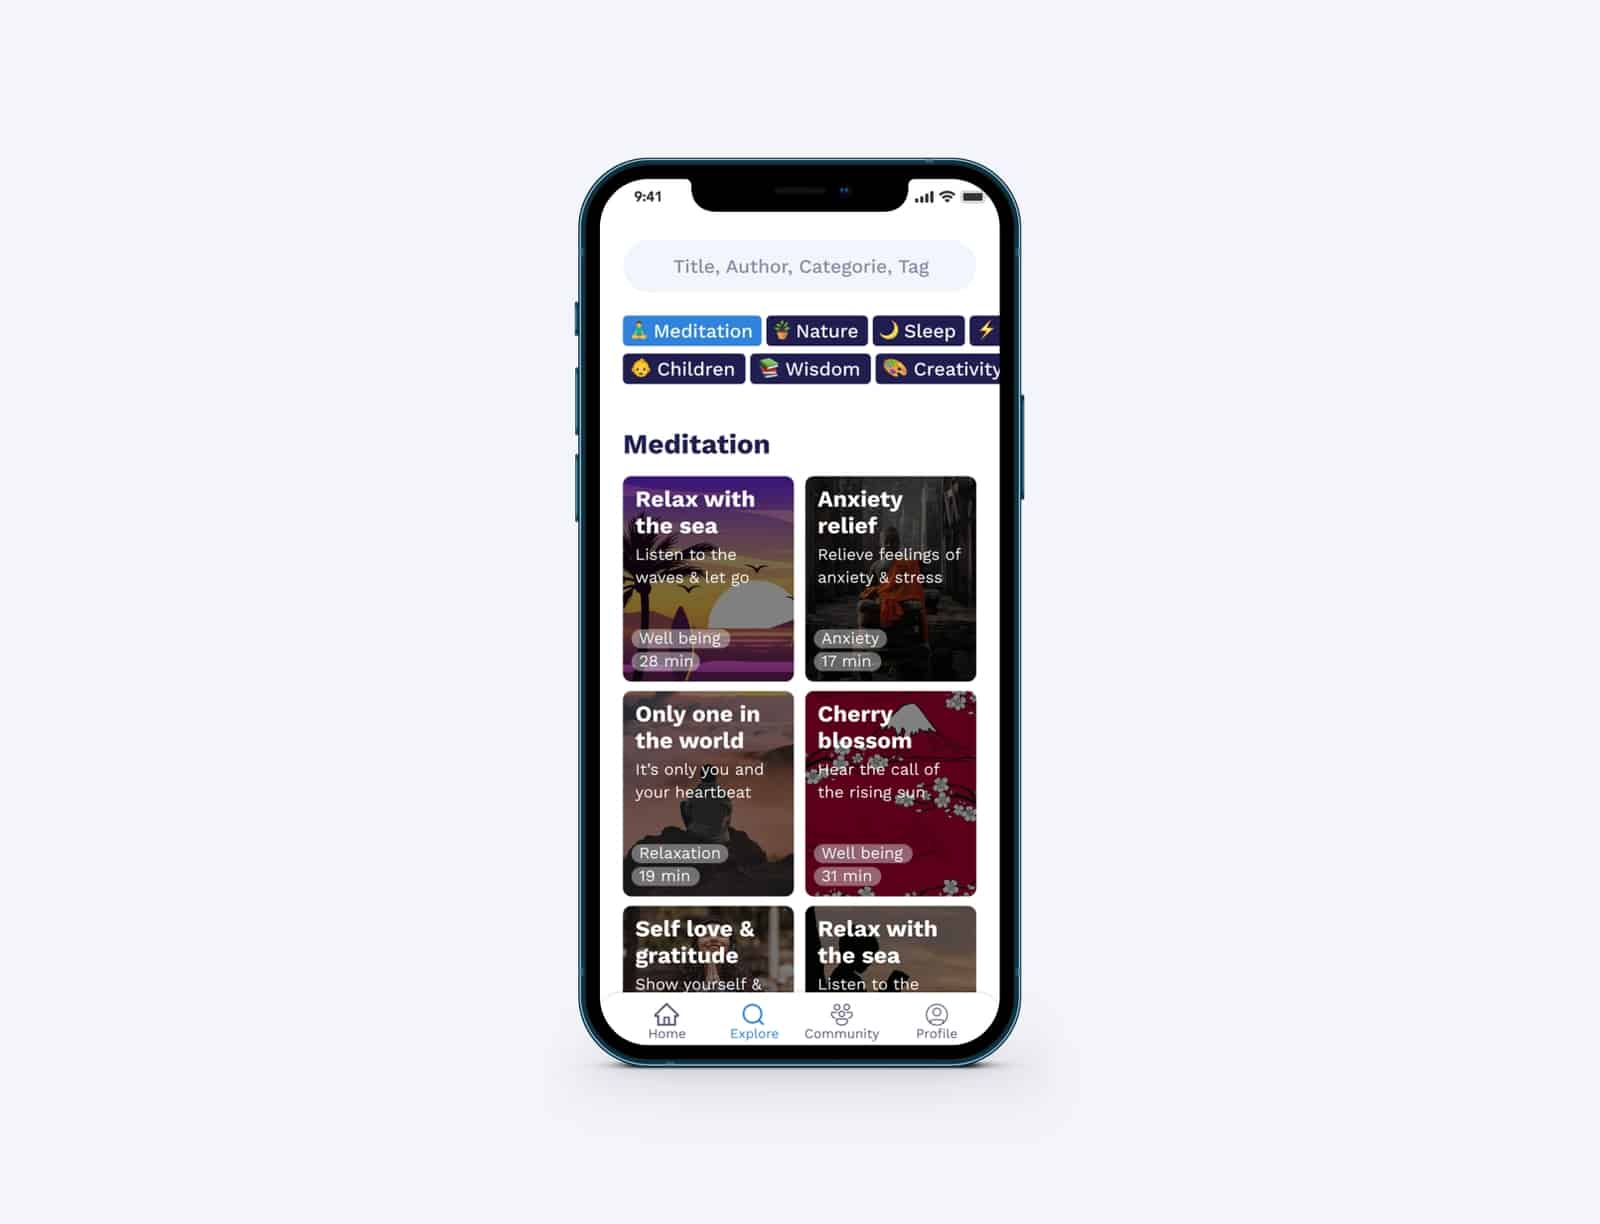 9:41
Title, Author, Categorie, Tag
Meditation
Nature
Sleep
Children
Wisdom
Creativity
Meditation
Relax with
the sea
Listen to the
waves & let go
Well being
28 min
Anxiety
relief
Relieve feelings of
anxiety & stress
Anxiety
17 min
Only one in
the world
It's only you and
your heartbeat
Relaxation
19 min
Cherry
blossom
Hear the call of
the rising sun
Well being
31 min
Self love &
gratitude
Show yourself &
Relax with
the sea
Listen to the
Home
Explore
Community
Profile